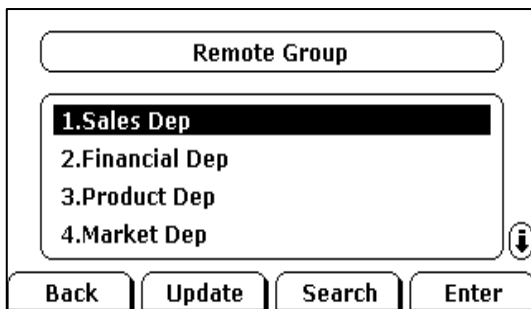 Remote Group
1.Sales Dep
2.Financial Dep
3.Product Dep
4.Market Dep
Back Update Search Enter